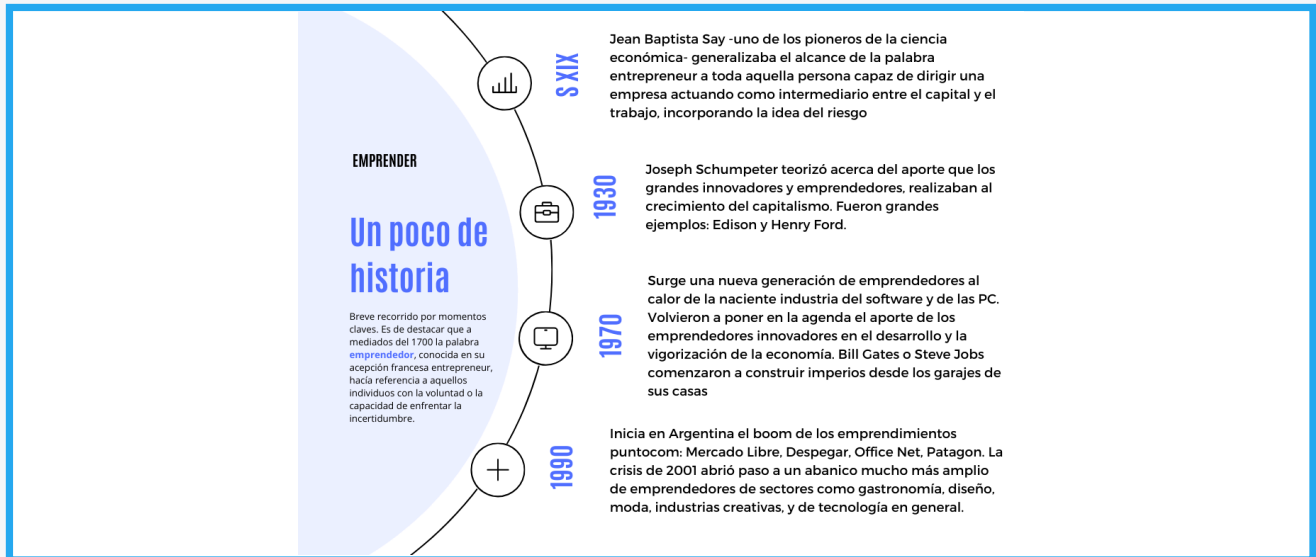 EMPRENDER
Un poco de
historia
Breve recorrido por momentos
claves. Es de destacar que a
mediados del 1700 la palabra
emprendedor, conocida en su
acepción francesa entrepreneur,
hacía referencia a aquellos
individuos con la voluntad o la
capacidad de enfrentar la
incertidumbre.
S XIX
Jean Baptista Say -uno de los pioneros de la ciencia
económica- generalizaba el alcance de la palabra
entrepreneur a toda aquella persona capaz de dirigir una
empresa actuando como intermediario entre el capital y el
trabajo, incorporando la idea del riesgo
1930
Joseph Schumpeter teorizó acerca del aporte que los
grandes innovadores y emprendedores, realizaban al
crecimiento del capitalismo. Fueron grandes
ejemplos: Edison y Henry Ford.
1970
Surge una nueva generación de emprendedores al
calor de la naciente industria del software y de las PC.
Volvieron a poner en la agenda el aporte de los
emprendedores innovadores en el desarrollo y la
vigorización de la economía. Bill Gates o Steve Jobs
comenzaron a construir imperios desde los garajes de
sus casas
1990
Inicia en Argentina el boom de los emprendimientos
puntocom: Mercado Libre, Despegar, Office Net, Patagon. La
crisis de 2001 abrió paso a un abanico mucho más amplio
de emprendedores de sectores como gastronomía, diseño,
moda, industrias creativas, y de tecnología en general.